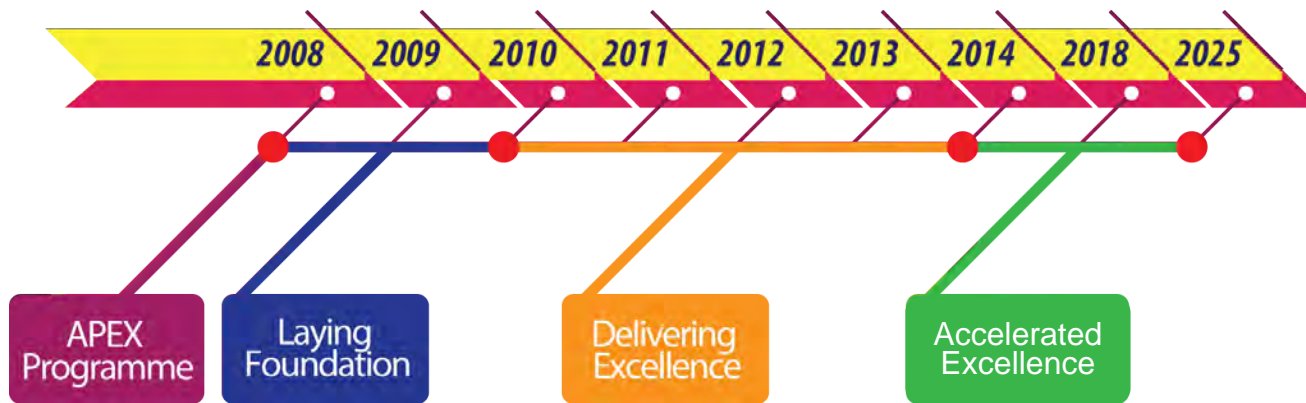 2008 2009 2010 2011 2012 2013 2014 2018 2025
APEX
Programme
Laying
Foundation
Delivering
Excellence
Accelerated
Excellence